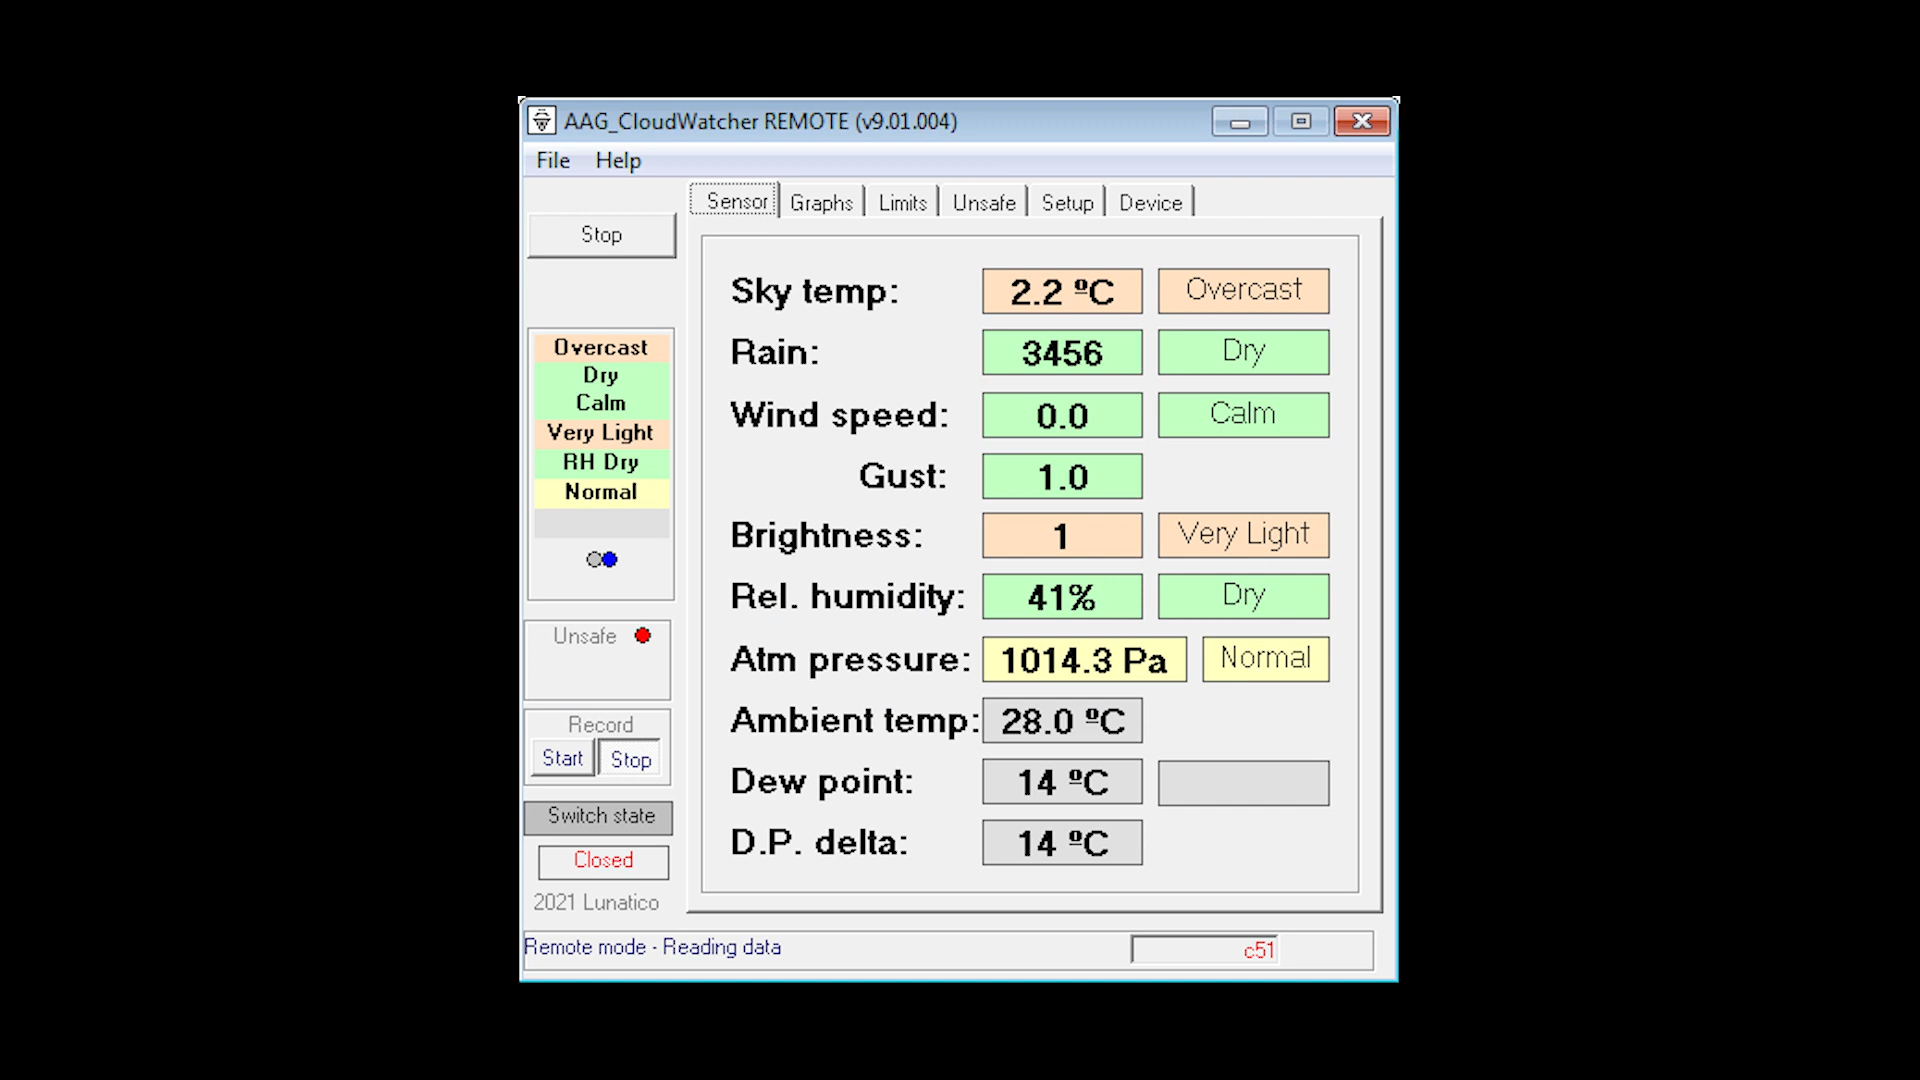 AAG_CloudWatcher REMOTE (v9.01.004)
File Help
Sensor Graphs Limits Unsafe Setup Device
Stop
Overcast
Dry
Calm
Very Light
RH Dry
Normal
Unsafe
Record
Start Stop
Switch state
Closed
2021 Lunatico
Sky temp: 2.2 ºC Overcast
Rain: 3456 Dry
Wind speed: 0.0 Calm
Gust: 1.0
Brightness: 1 Very Light
Rel. humidity: 41% Dry
Atm pressure: 1014.3 Pa Normal
Ambient temp: 28.0 ºC
Dew point: 14 ºC
D.P. delta: 14 ºC
Remote mode - Reading data c51